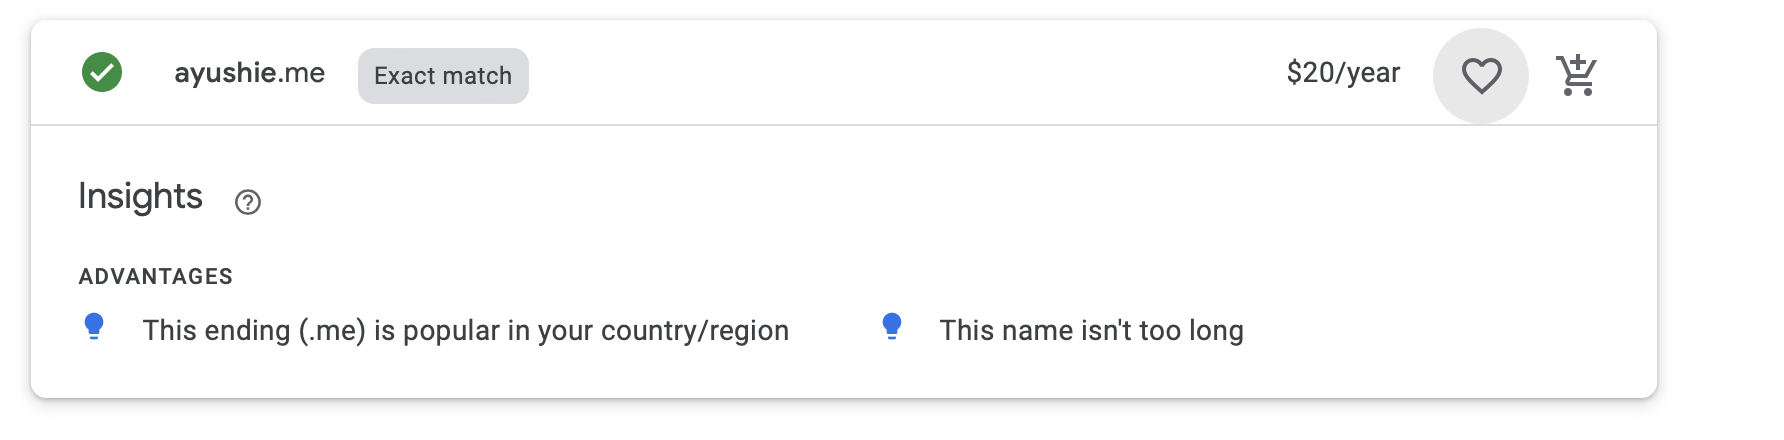 ayushie.me Exact match $20/year
Insights
ADVANTAGES
This ending (.me) is popular in your country/region This name isn't too long